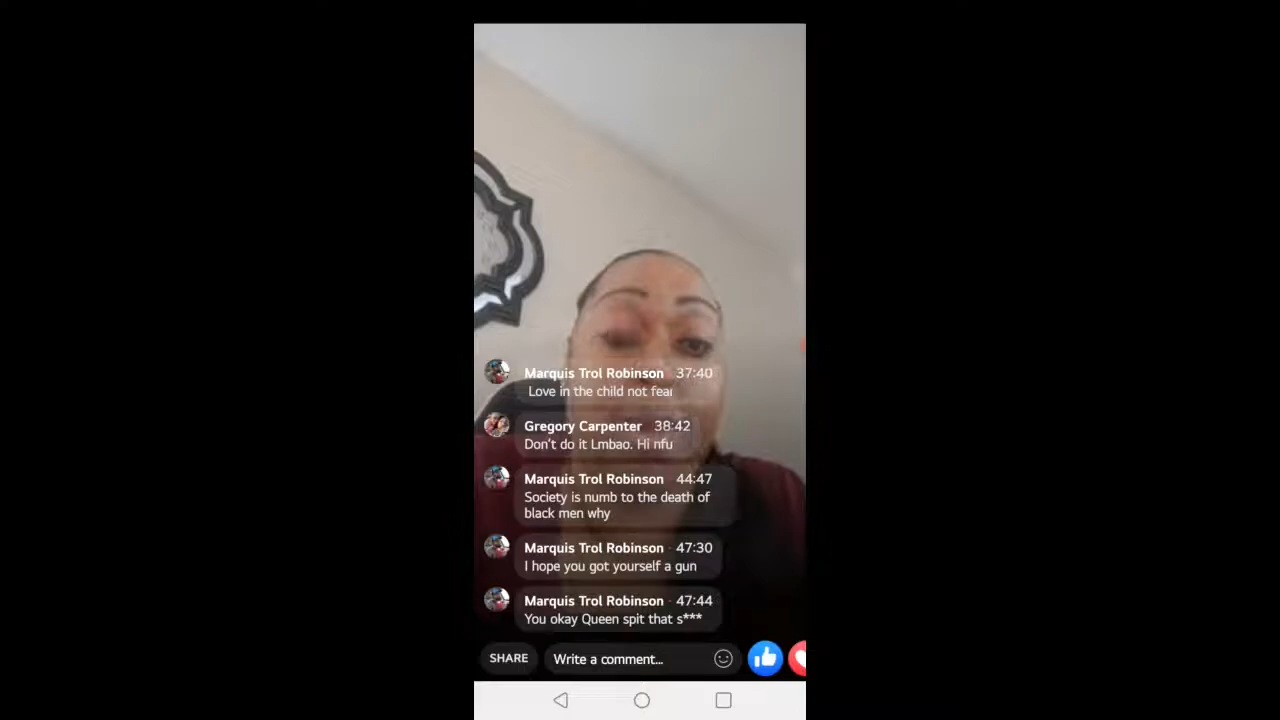 Marquis Trol Robinson 37:40
Love in the child not fear
Gregory Carpenter 38:42
Don't do it Lmbao. Hi nfu
Marquis Trol Robinson 44:47
Society is numb to the death of
black men why
Marquis Trol Robinson · 47:30
I hope you got yourself a gun
Marquis Trol Robinson · 47:44
You okay Queen spit that s***
SHARE
Write a comment...